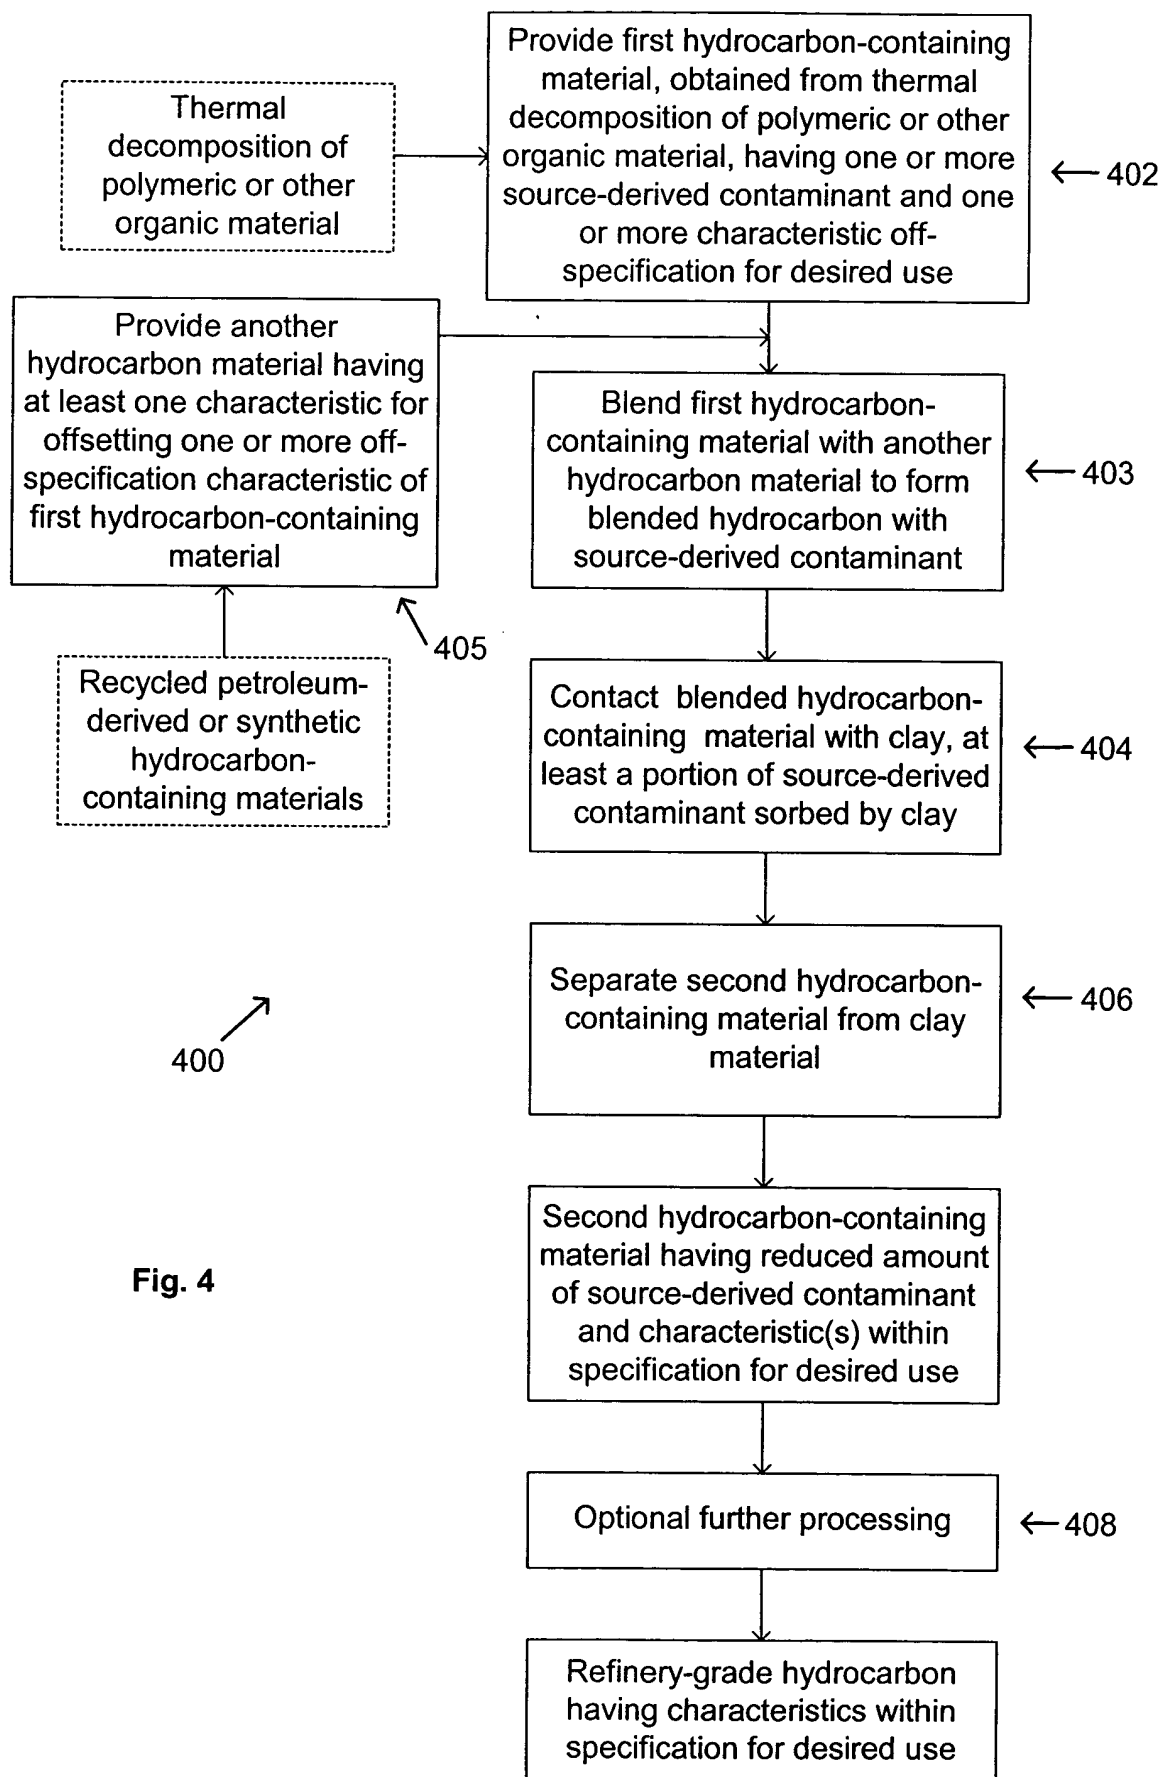 Provide first hydrocarbon-containing
material, obtained from thermal
decomposition of polymeric or other
organic material, having one or more
source-derived contaminant and one
or more characteristic off-
specification for desired use
402
Thermal
decomposition of
polymeric or other
organic material
Provide another
hydrocarbon material having
at least one characteristic for
offsetting one or more off-
specification characteristic of
first hydrocarbon-containing
material
405
Recycled petroleum-
derived or synthetic
hydrocarbon-
containing materials
Blend first hydrocarbon-
containing material with another
hydrocarbon material to form
blended hydrocarbon with
source-derived contaminant
403
Contact blended hydrocarbon-
containing material with clay, at
least a portion of source-derived
contaminant sorbed by clay
404
Separate second hydrocarbon-
containing material from clay
material
406
400
Second hydrocarbon-containing
material having reduced amount
of source-derived contaminant
and characteristic(s) within
specification for desired use
Fig. 4
Optional further processing
408
Refinery-grade hydrocarbon
having characteristics within
specification for desired use